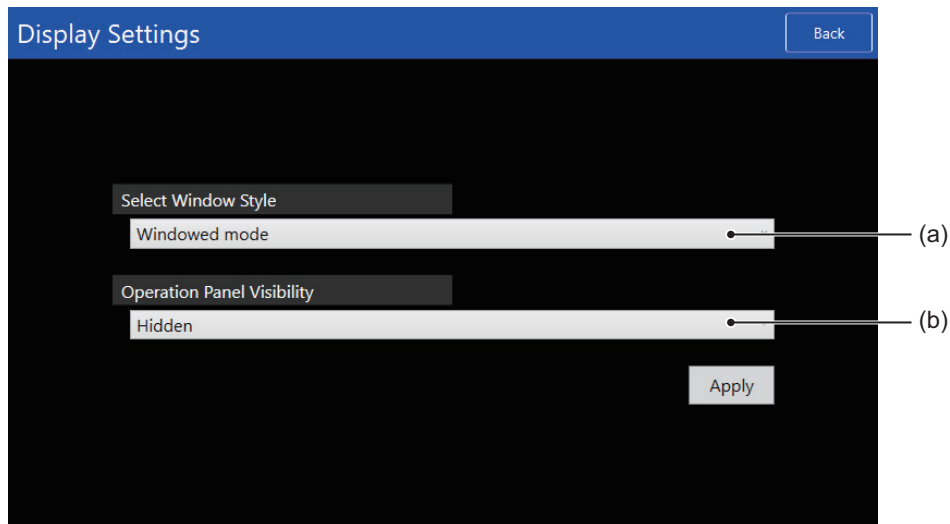 Display Settings
Back
Select Window Style
Windowed mode
(a)
Operation Panel Visibility
Hidden
(b)
Apply